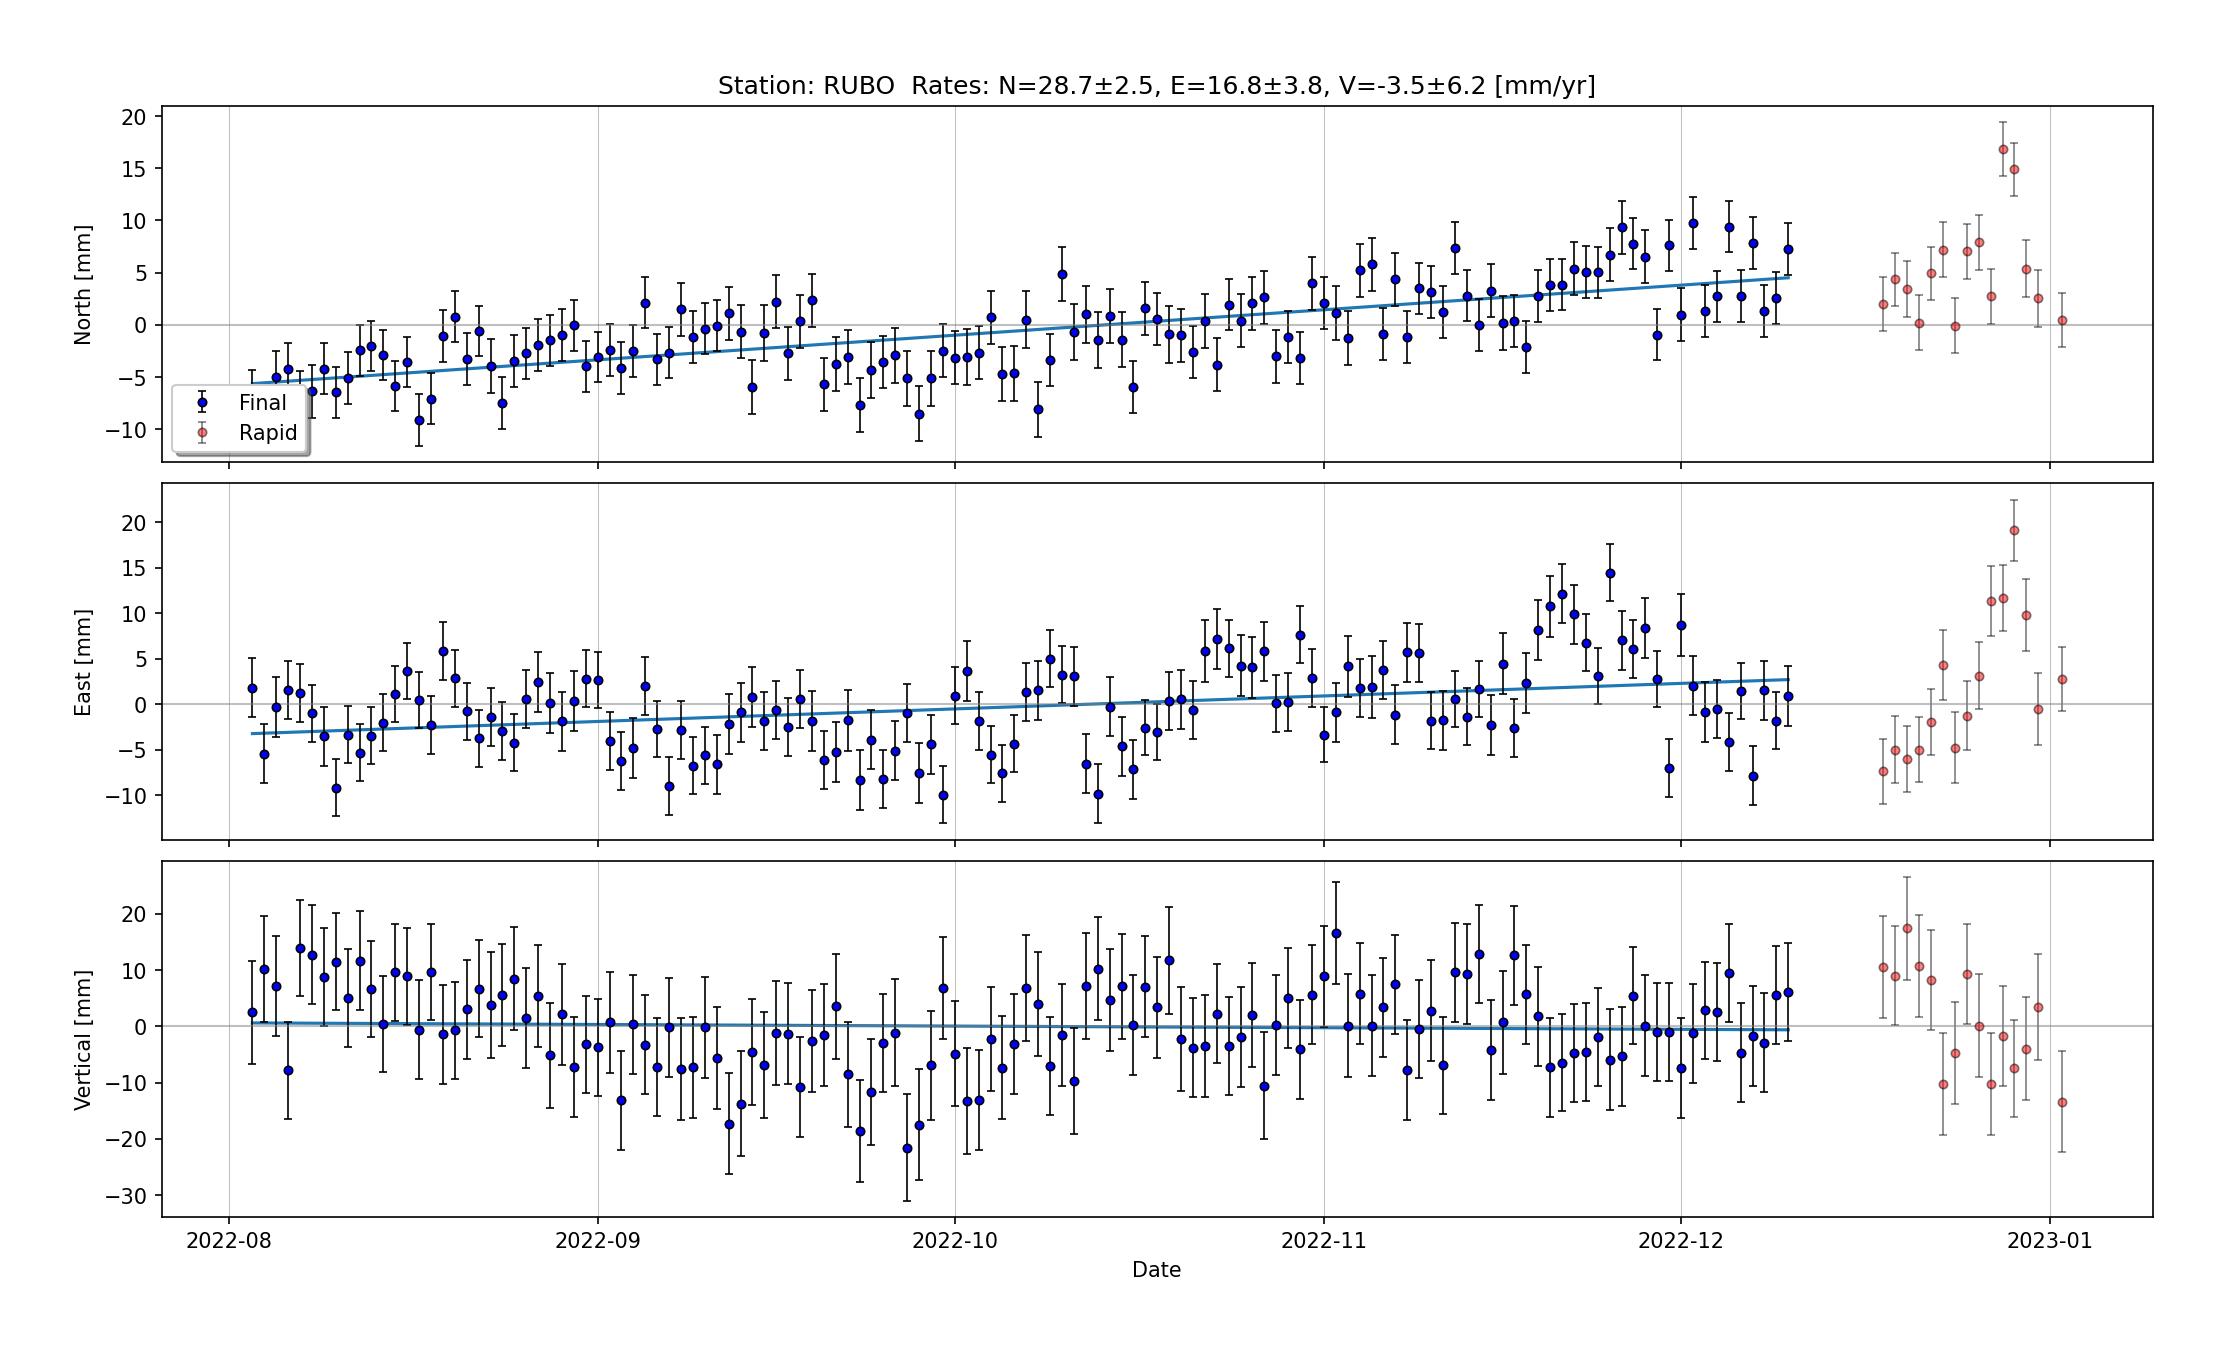 Station: RUBO  Rates: N=28.7±2.5, E=16.8±3.8, V=-3.5±6.2 [mm/yr]
North [mm]
20
15
10
5
0
−5
−10
Final
Rapid
East [mm]
20
15
10
5
0
−5
−10
Vertical [mm]
20
10
0
−10
−20
−30
2022-08 2022-09 2022-10 2022-11 2022-12 2023-01
Date